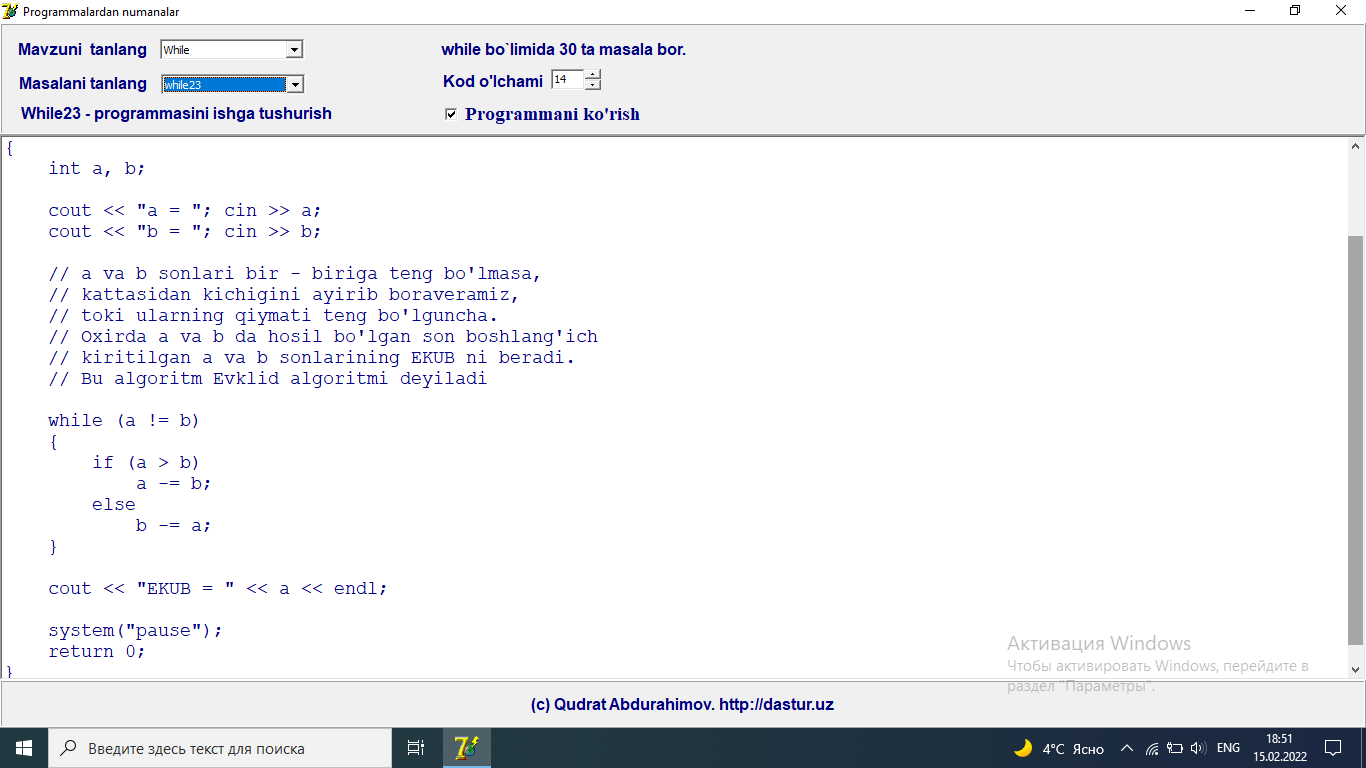 Programmalardan numanalar
Mavzuni tanlang While
while bo`limida 30 ta masala bor.
Masalani tanlang while23
Kod o'lchami 14
While23 - programmasini ishga tushurish
Programmani ko'rish
{
int a, b;
cout << "a = "; cin >> a;
cout << "b = "; cin >> b;
// a va b sonlari bir - biriga teng bo'lmasa,
// kattasidan kichigini ayirib boraveramiz,
// toki ularning qiymati teng bo'lguncha.
// Oxirda a va b da hosil bo'lgan son boshlang'ich
// kiritilgan a va b sonlarining EKUB ni beradi.
// Bu algoritm Evklid algoritmi deyiladi
while (a != b)
{
if (a > b)
a -= b;
else
b -= a;
}
cout << "EKUB = " << a << endl;
system("pause");
return 0;
}
Активация Windows
Чтобы активировать Windows, перейдите в
раздел "Параметры".
(c) Qudrat Abdurahimov. http://dastur.uz
Введите здесь текст для поиска
4°C Ясно
ENG
18:51
15.02.2022